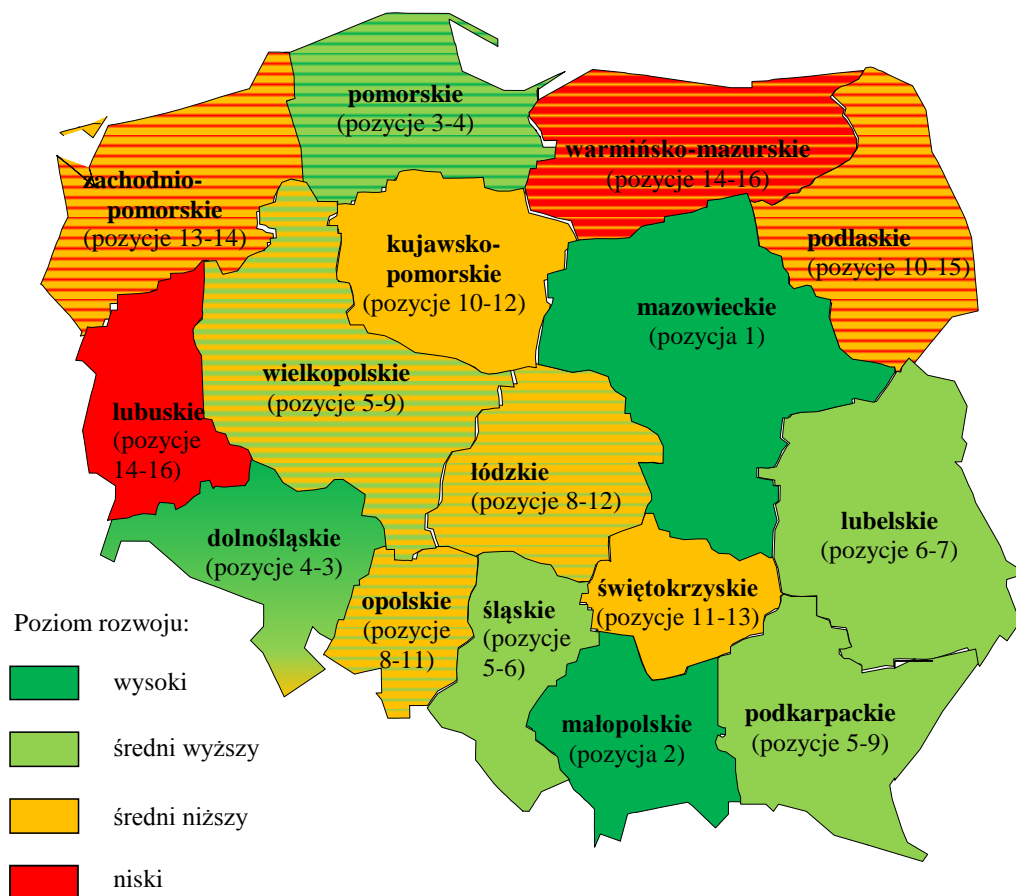 pomorskie
(pozycje 3-4)
warmińsko-mazurskie
(pozycje 14-16)
zachodnio-
pomorskie
(pozycje 13-14)
kujawsko-
pomorskie
(pozycje 10-12)
podlaskie
(pozycje 10-15)
mazowieckie
(pozycja 1)
wielkopolskie
(pozycje 5-9)
lubuskie
(pozycje
14-16)
łódzkie
(pozycje 8-12)
lubelskie
(pozycje 6-7)
dolnośląskie
(pozycje 4-3)
opolskie
(pozycje
8-11)
śląskie
(pozycje
5-6)
świętokrzyskie
(pozycje 11-13)
małopolskie
(pozycja 2)
podkarpackie
(pozycje 5-9)
Poziom rozwoju:
wysoki
średni wyższy
średni niższy
niski